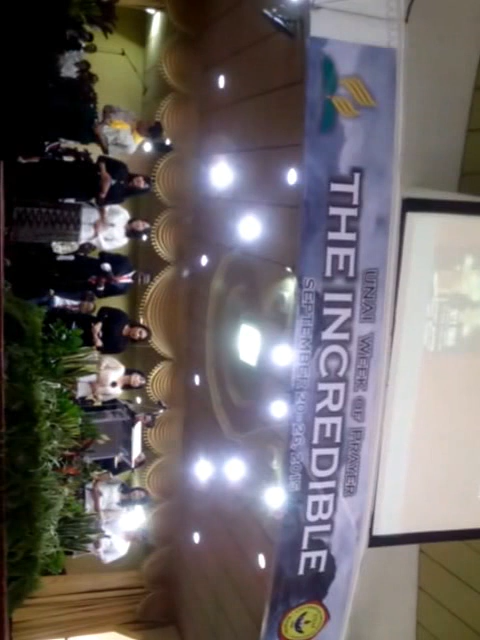 UNAI WEEK OF PRAYER
THE INCREDIBLE
SEPTEMBER 20-26, 2015